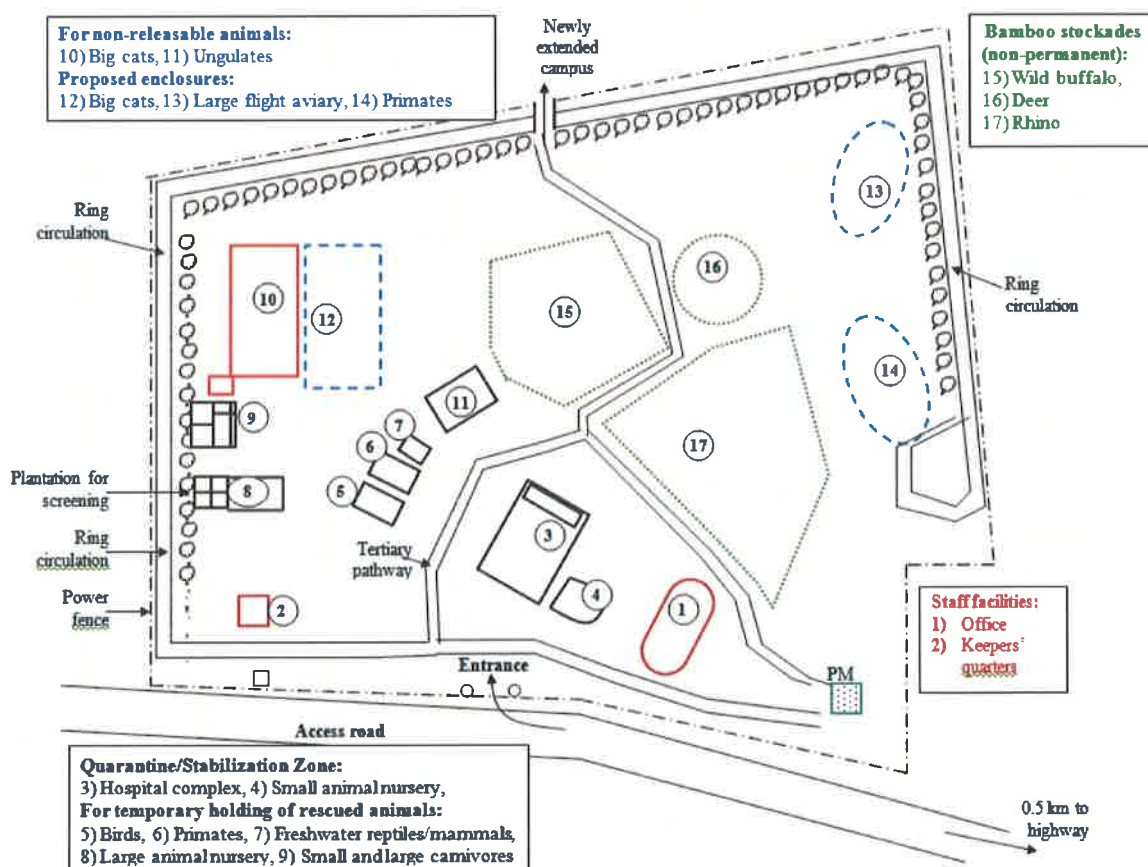 For non-releasable animals:
10) Big cats, 11) Ungulates
Proposed enclosures:
12) Big cats, 13) Large flight aviary, 14) Primates
Newly
extended
campus
Bamboo stockades
(non-permanent):
15) Wild buffalo,
16) Deer
17) Rhino
Ring
circulation
13
16
10
12
15
Ring
circulation
14
11
9
7
6
17
Plantation for
screening
8
5
3
Ring
circulation
Tertiary
pathway
4
Power
fence
2
1
Staff facilities:
1) Office
2) Keepers'
quarters
Entrance
PM
Access road
Quarantine/Stabilization Zone:
3) Hospital complex, 4) Small animal nursery,
For temporary holding of rescued animals:
5) Birds, 6) Primates, 7) Freshwater reptiles/mammals,
8) Large animal nursery, 9) Small and large carnivores
0.5 km to
highway